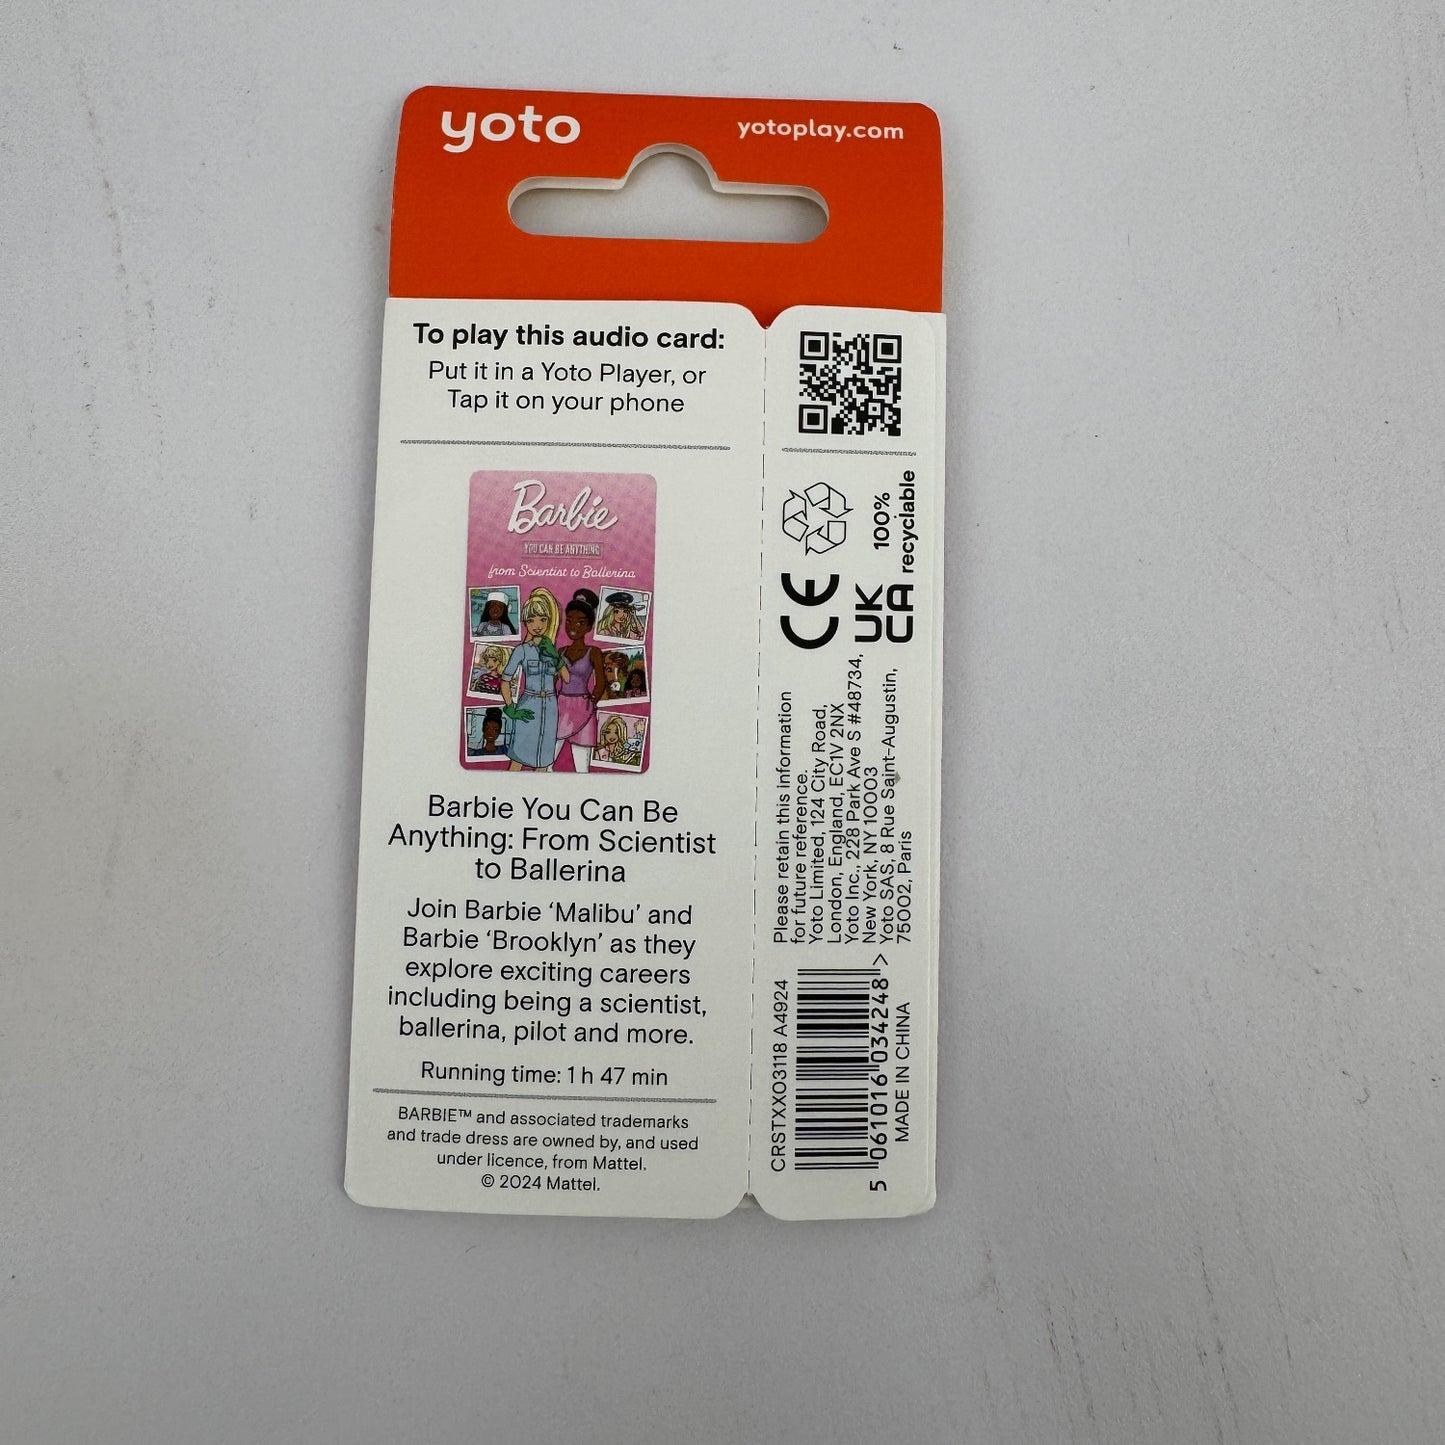 yoto
yotoplay.com
To play this audio card:
Put it in a Yoto Player, or
Tap it on your phone
Barbie
YOU CAN BE ANYTHING
from Scientist to Ballerina
Barbie You Can Be
Anything: From Scientist
to Ballerina
Join Barbie ‘Malibu’ and
Barbie ‘Brooklyn’ as they
explore exciting careers
including being a scientist,
ballerina, pilot and more.
Running time: 1 h 47 min
BARBIE™ and associated trademarks
and trade dress are owned by, and used
under licence, from Mattel.
© 2024 Mattel.
100%
recyclable
CE
UK
CA
Please retain this information
for future reference.
Yoto Limited, 124 City Road,
London, England, EC1V 2NX
Yoto Inc., 228 Park Ave S #48734,
New York, NY 10003
Yoto SAS, 8 Rue Saint-Augustin,
75002, Paris
CRSTXX03118 A4924
5 061016 034248 >
MADE IN CHINA